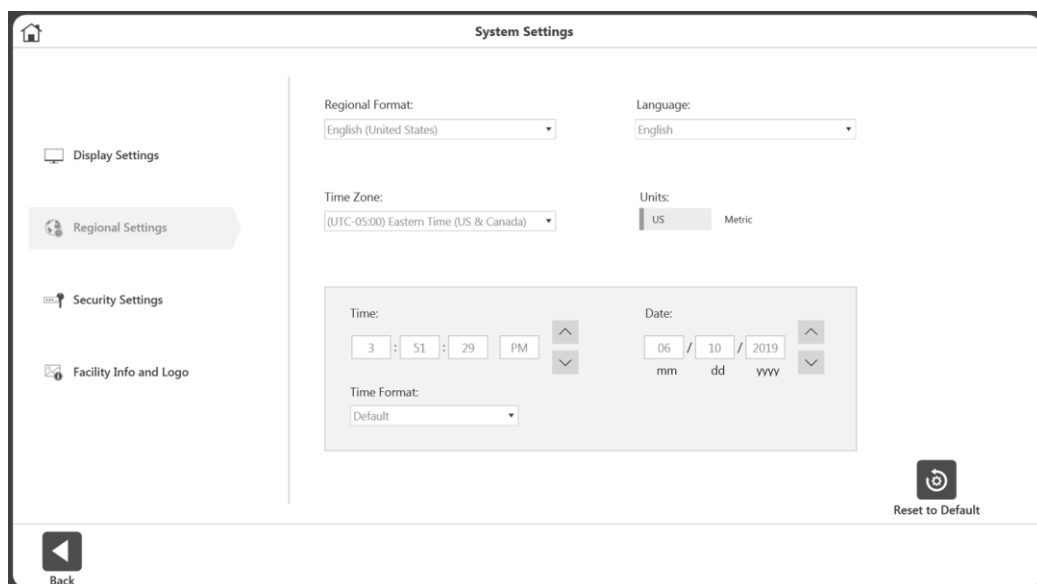 System Settings
Display Settings
Regional Settings
Security Settings
Facility Info and Logo
Regional Format:
English (United States)
Language:
English
Time Zone:
(UTC-05:00) Eastern Time (US & Canada)
Units:
US Metric
Time:
3 : 51 : 29 PM
Date:
06 / 10 / 2019
mm dd yyyy
Time Format:
Default
Reset to Default
Back